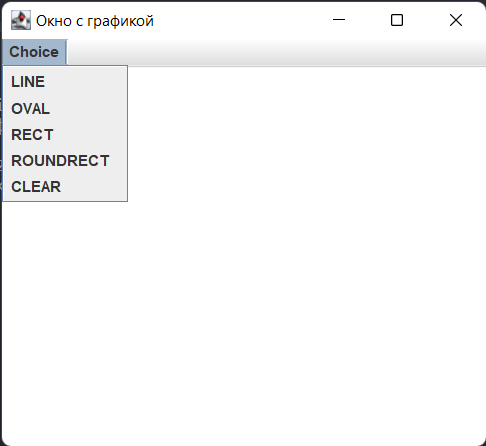 Окно с графикой
Choice
LINE
OVAL
RECT
ROUNDRECT
CLEAR